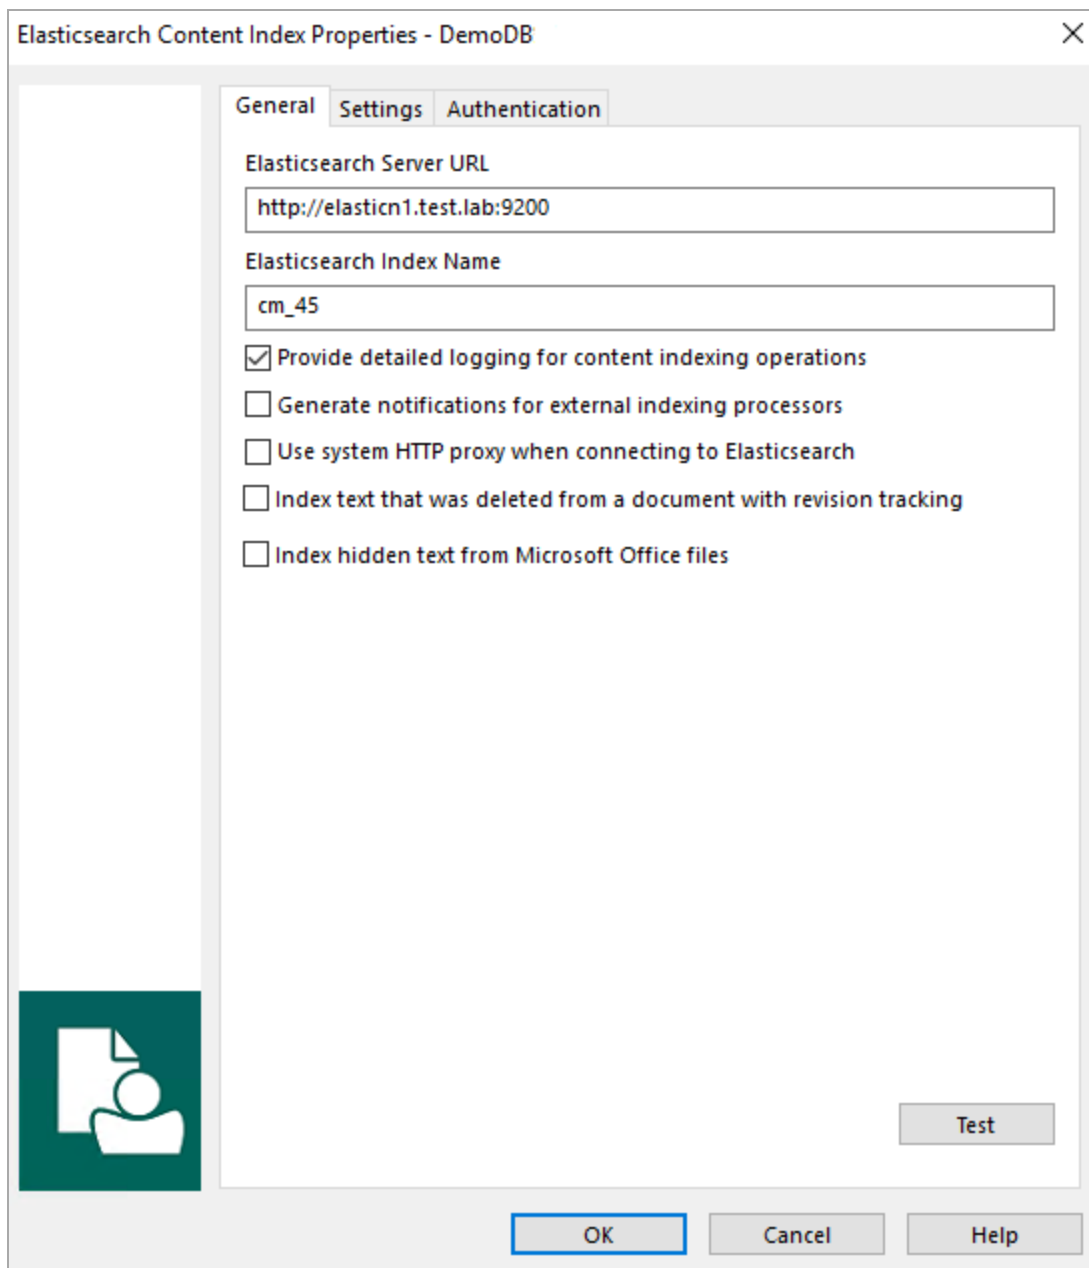 Elasticsearch Content Index Properties - DemoDB
General Settings Authentication
Elasticsearch Server URL
http://elasticn1.test.lab:9200
Elasticsearch Index Name
cm_45
Provide detailed logging for content indexing operations
Generate notifications for external indexing processors
Use system HTTP proxy when connecting to Elasticsearch
Index text that was deleted from a document with revision tracking
Index hidden text from Microsoft Office files
Test
OK Cancel Help